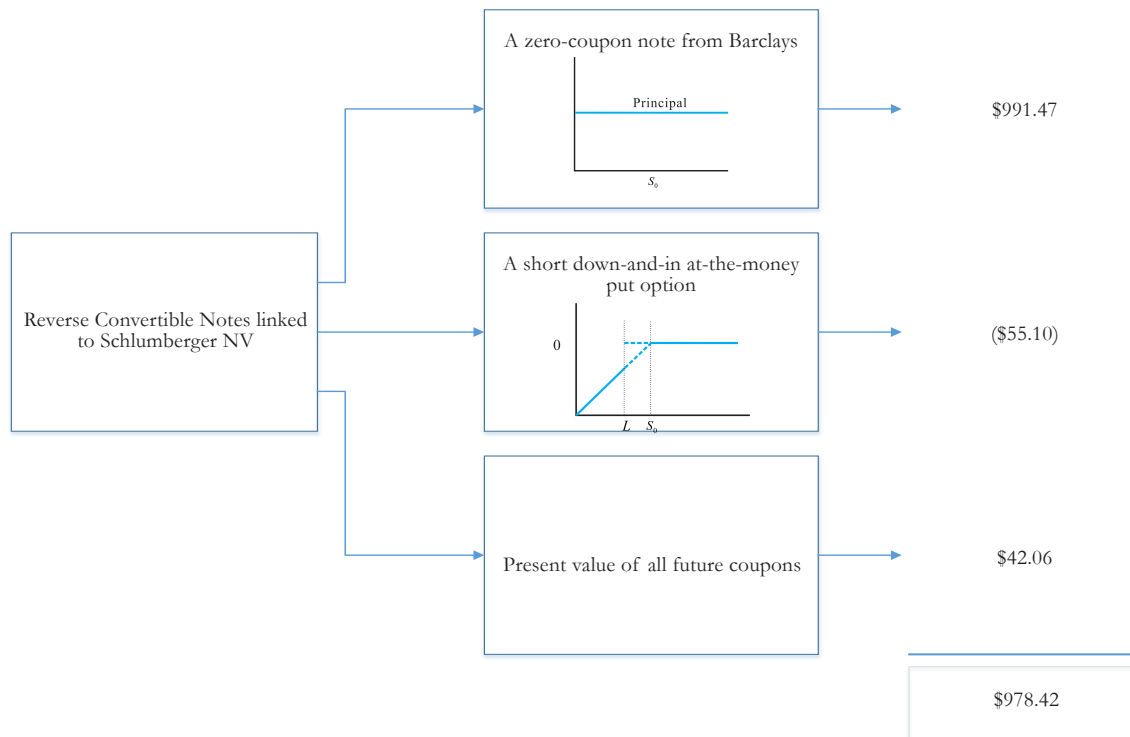 A zero-coupon note from Barclays
Principal
S₀
$991.47
Reverse Convertible Notes linked
to Schlumberger NV
A short down-and-in at-the-money
put option
0
L S₀
($55.10)
Present value of all future coupons
$42.06
$978.42